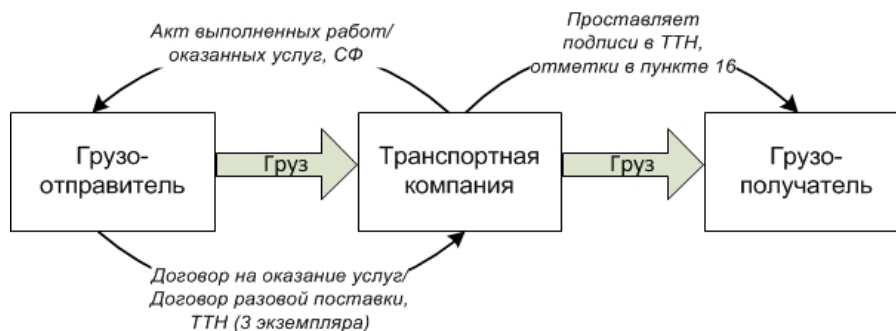 Акт выполненных работ/
оказанных услуг, СФ
Проставляет
подписи в ТТН,
отметки в пункте 16
Грузо-
отправитель
Груз
Транспортная
компания
Груз
Грузо-
получатель
Договор на оказание услуг/
Договор разовой поставки,
ТТН (3 экземпляра)